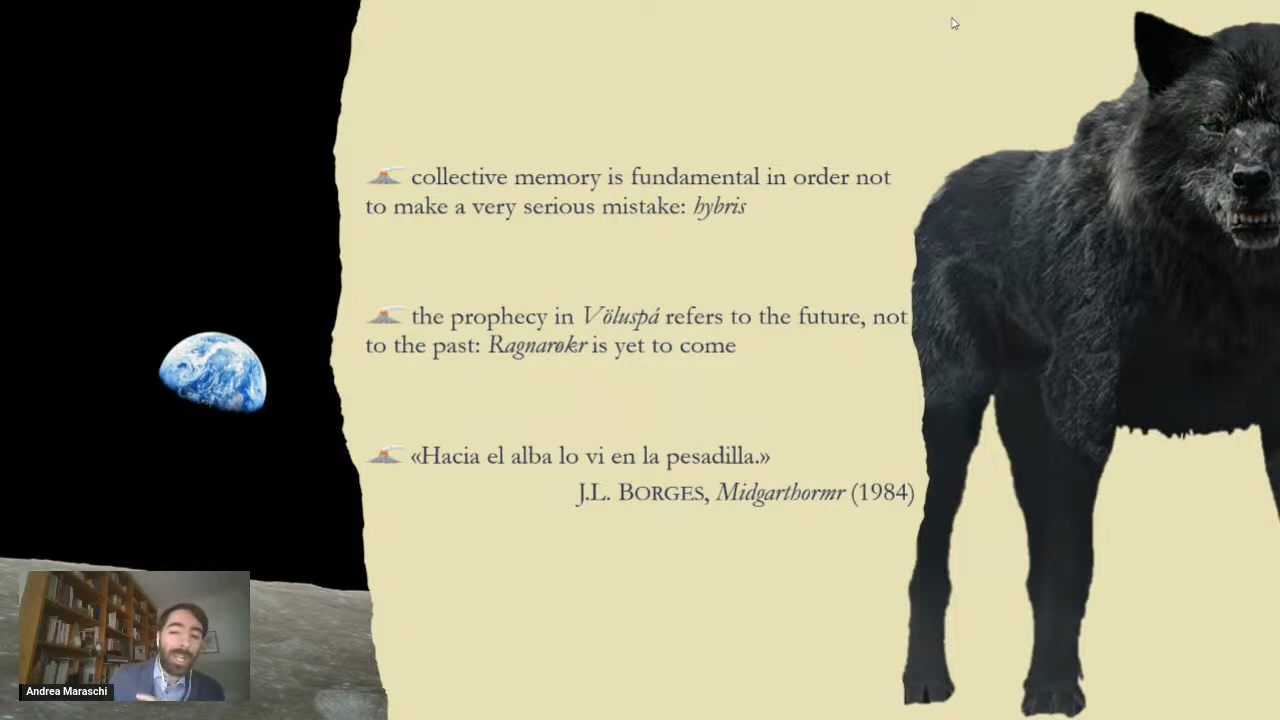 collective memory is fundamental in order not
to make a very serious mistake: hybris
the prophecy in Völuspá refers to the future, not
to the past: Ragnarøkr is yet to come
«Hacia el alba lo vi en la pesadilla.»
J.L. BORGES, Midgarthormr (1984)
Andrea Maraschi